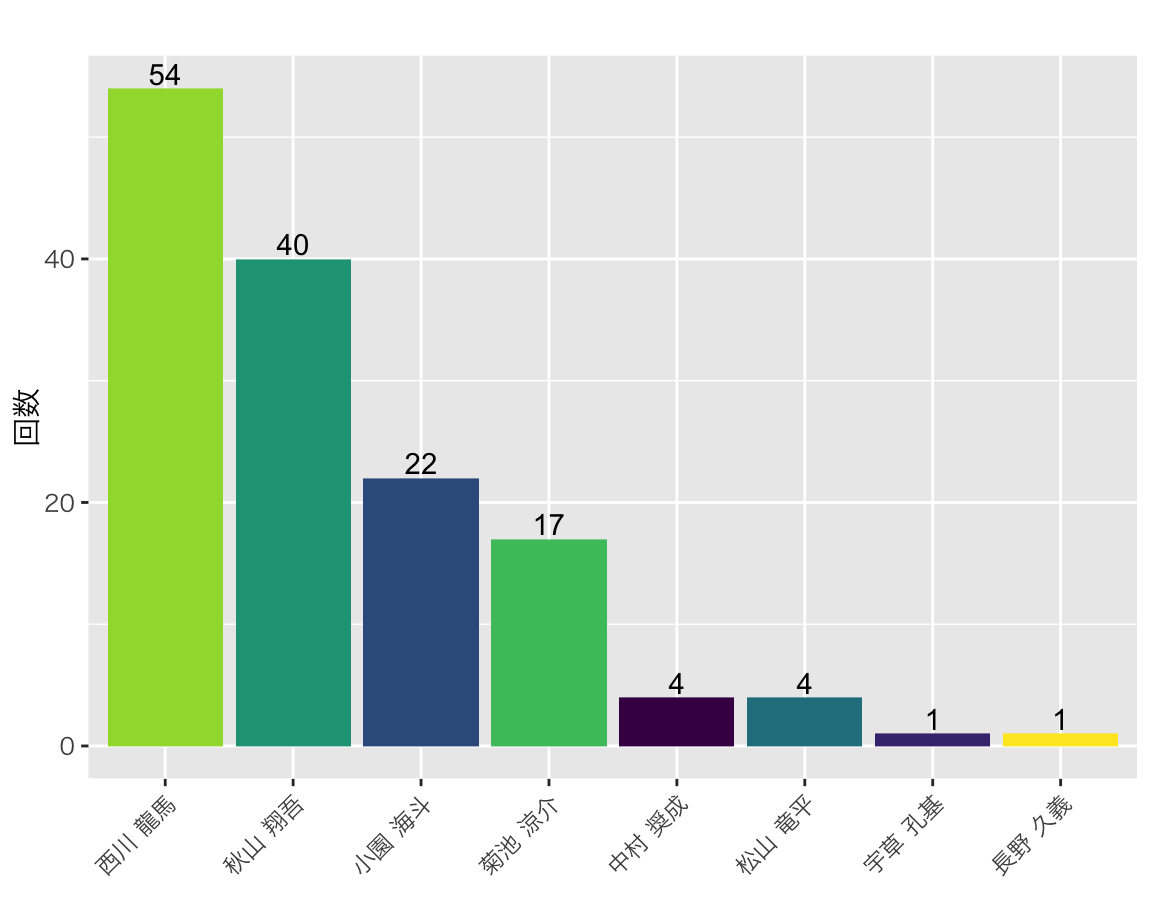 54
40
22
17
4
4
1
1
回数
40
20
0
西川 龍馬
秋山 翔吾
小園 海斗
菊池 涼介
中村 奨成
松山 竜平
宇草 孔基
長野 久義